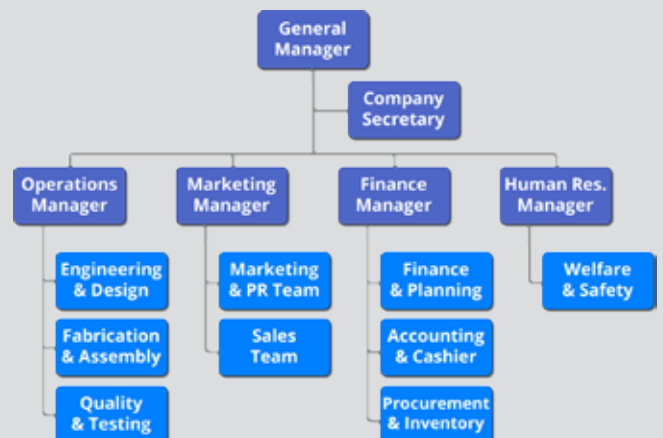 General
Manager
Company
Secretary
Operations
Manager
Marketing
Manager
Finance
Manager
Human Res.
Manager
Engineering
& Design
Marketing
& PR Team
Finance
& Planning
Welfare
& Safety
Fabrication
& Assembly
Sales
Team
Accounting
& Cashier
Quality
& Testing
Procurement
& Inventory